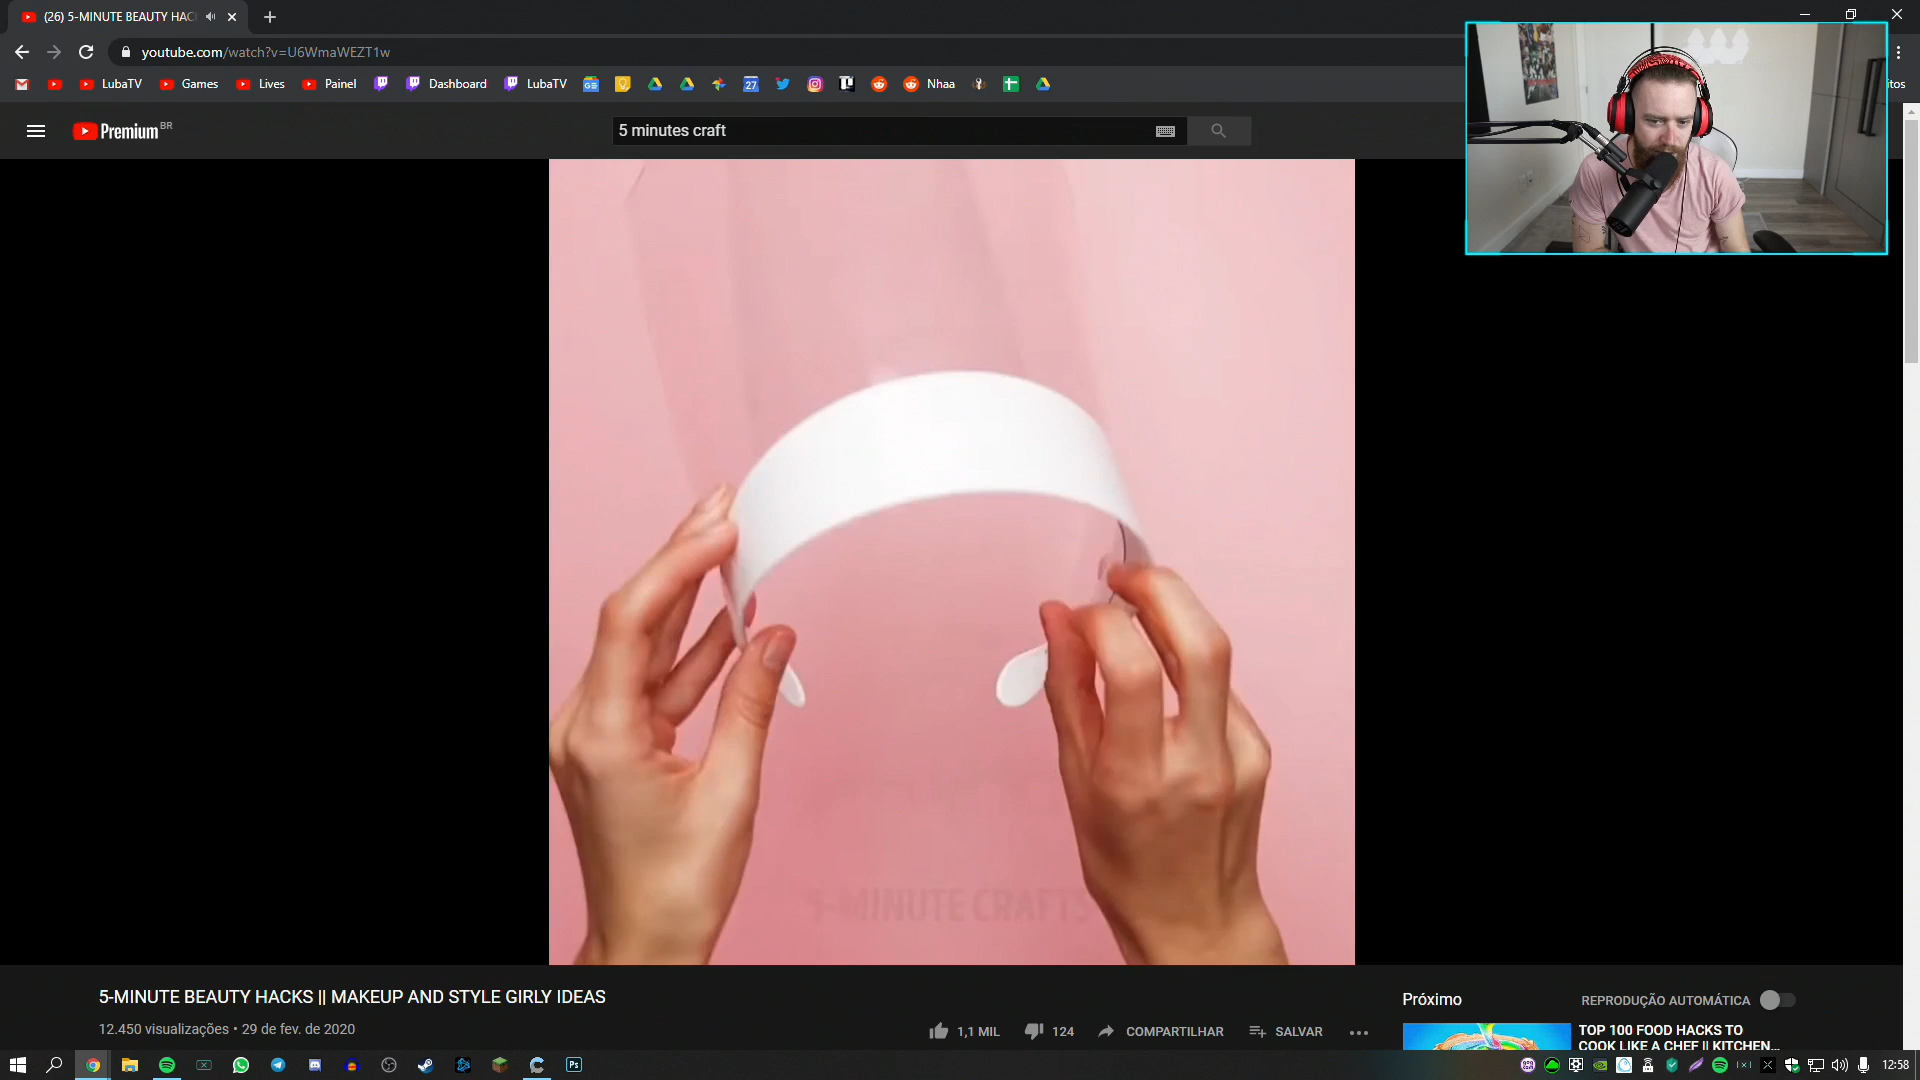 (26) 5-MINUTE BEAUTY HAC
youtube.com/watch?v=U6WmaWEZT1w
LubaTV
Games
Lives
Painel
Dashboard
LubaTV
27
Nhaa
itos
Premium BR
5 minutes craft
5-MINUTE CRAFTS
5-MINUTE BEAUTY HACKS || MAKEUP AND STYLE GIRLY IDEAS
12.450 visualizações • 29 de fev. de 2020
1,1 MIL
124
COMPARTILHAR
SALVAR
Próximo
REPRODUÇÃO AUTOMÁTICA
TOP 100 FOOD HACKS TO
COOK LIKE A CHEF || KITCHEN...
Ps
12:58